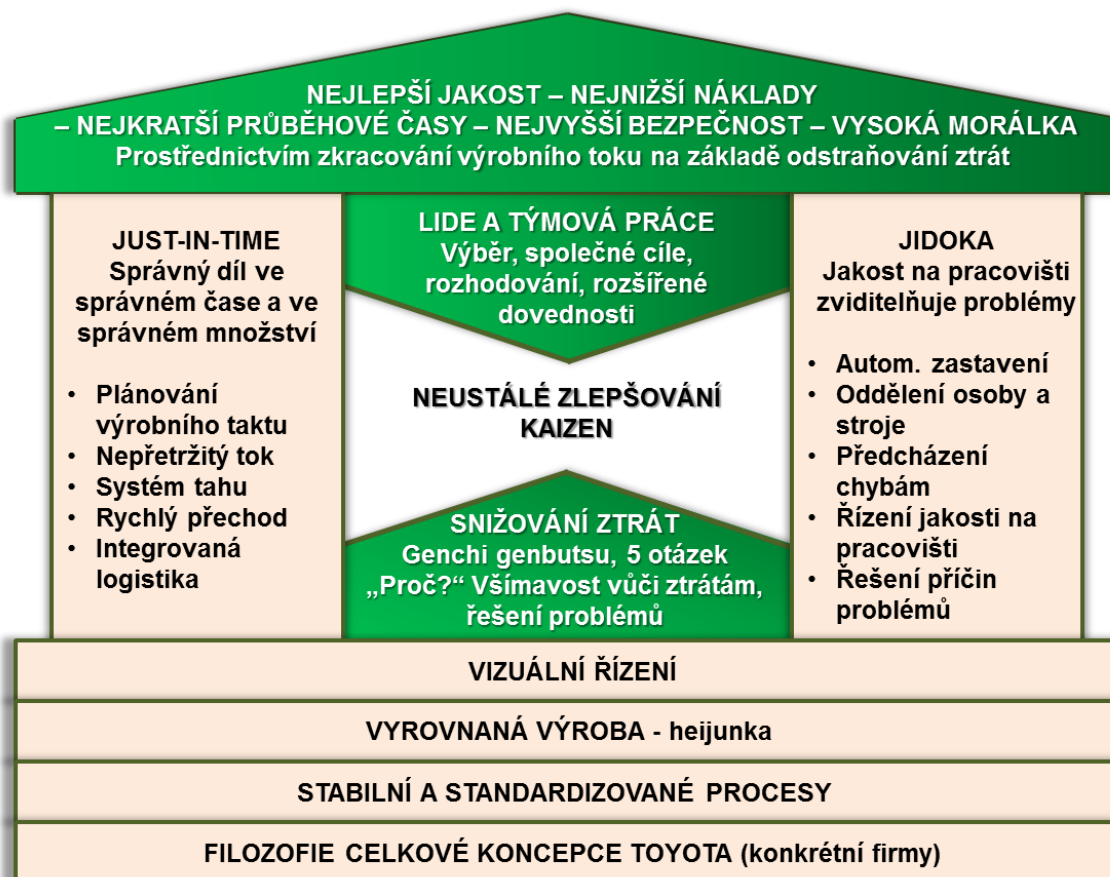 NEJLEPŠÍ JAKOST – NEJNIŽŠÍ NÁKLADY
– NEJKRATŠÍ PRŮBĚHOVÉ ČASY – NEJVYŠŠÍ BEZPEČNOST – VYSOKÁ MORÁLKA
Prostřednictvím zkracování výrobního toku na základě odstraňování ztrát
JUST-IN-TIME
Správný díl ve
správném čase a ve
správném množství
• Plánování
výrobního taktu
• Nepřetržitý tok
• Systém tahu
• Rychlý přechod
• Integrovaná
logistika
LIDE A TÝMOVÁ PRÁCE
Výběr, společné cíle,
rozhodování, rozšířené
dovednosti
NEUSTÁLÉ ZLEPŠOVÁNÍ
KAIZEN
SNIŽOVÁNÍ ZTRÁT
Genchi genbutsu, 5 otázek
„Proč?“ Všímavost vůči ztrátám,
řešení problémů
JIDOKA
Jakost na pracovišti
zviditelňuje problémy
• Autom. zastavení
• Oddělení osoby a
stroje
• Předcházení
chybám
• Řízení jakosti na
pracovišti
• Řešení příčin
problémů
VIZUÁLNÍ ŘÍZENÍ
VYROVNANÁ VÝROBA - heijunka
STABILNÍ A STANDARDIZOVANÉ PROCESY
FILOZOFIE CELKOVÉ KONCEPCE TOYOTA (konkrétní firmy)